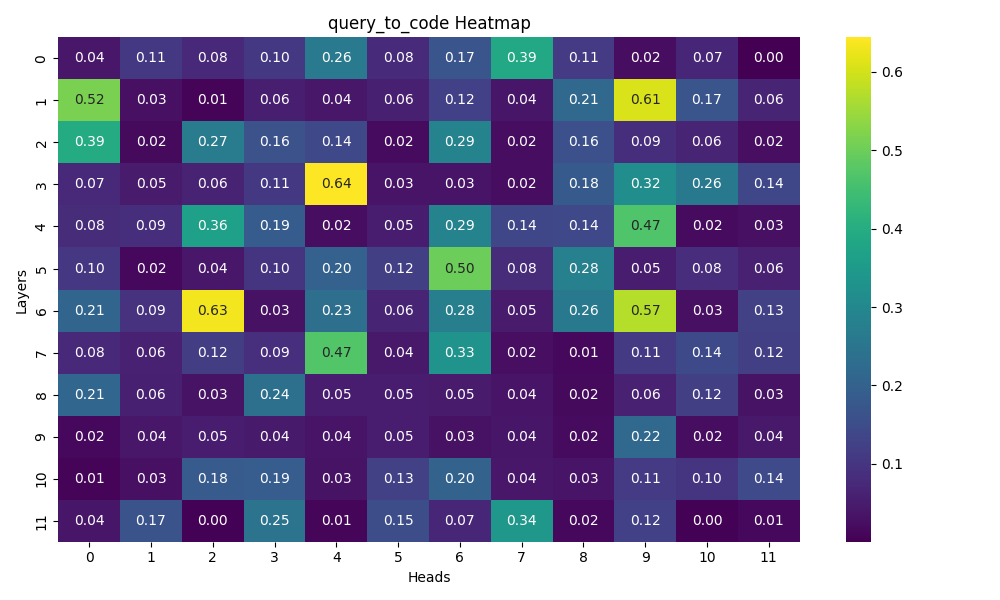 query_to_code Heatmap
0 0.04 0.11 0.08 0.10 0.26 0.08 0.17 0.39 0.11 0.02 0.07 0.00
1 0.52 0.03 0.01 0.06 0.04 0.06 0.12 0.04 0.21 0.61 0.17 0.06
2 0.39 0.02 0.27 0.16 0.14 0.02 0.29 0.02 0.16 0.09 0.06 0.02
3 0.07 0.05 0.06 0.11 0.64 0.03 0.03 0.02 0.18 0.32 0.26 0.14
4 0.08 0.09 0.36 0.19 0.02 0.05 0.29 0.14 0.14 0.47 0.02 0.03
5 0.10 0.02 0.04 0.10 0.20 0.12 0.50 0.08 0.28 0.05 0.08 0.06
6 0.21 0.09 0.63 0.03 0.23 0.06 0.28 0.05 0.26 0.57 0.03 0.13
7 0.08 0.06 0.12 0.09 0.47 0.04 0.33 0.02 0.01 0.11 0.14 0.12
8 0.21 0.06 0.03 0.24 0.05 0.05 0.05 0.04 0.02 0.06 0.12 0.03
9 0.02 0.04 0.05 0.04 0.04 0.05 0.03 0.04 0.02 0.22 0.02 0.04
10 0.01 0.03 0.18 0.19 0.03 0.13 0.20 0.04 0.03 0.11 0.10 0.14
11 0.04 0.17 0.00 0.25 0.01 0.15 0.07 0.34 0.02 0.12 0.00 0.01
0 1 2 3 4 5 6 7 8 9 10 11
Heads
Layers
0.6
0.5
0.4
0.3
0.2
0.1